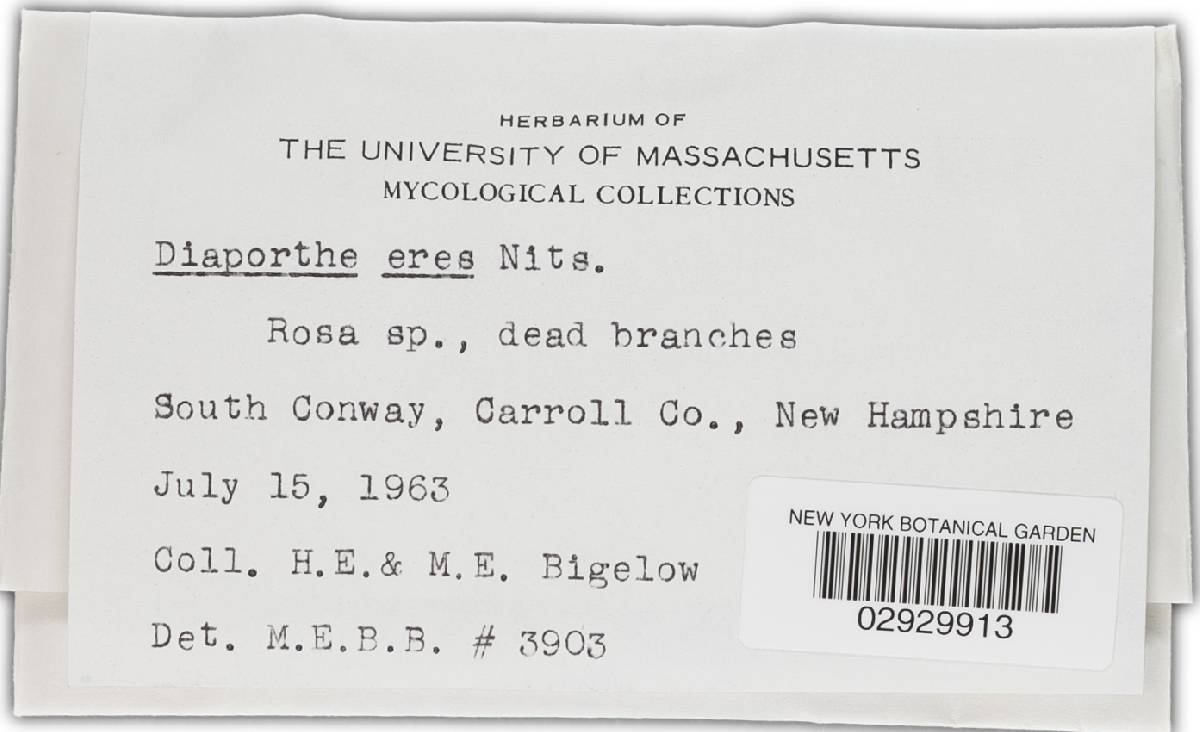 HERBARIUM OF
THE UNIVERSITY OF MASSACHUSETTS
MYCOLOGICAL COLLECTIONS
Diaporthe eres Nits.
Rosa sp., dead branches
South Conway, Carroll Co., New Hampshire
July 15, 1963
Coll. H.E.& M.E. Bigelow
Det. M.E.B.B. # 3903
NEW YORK BOTANICAL GARDEN
02929913